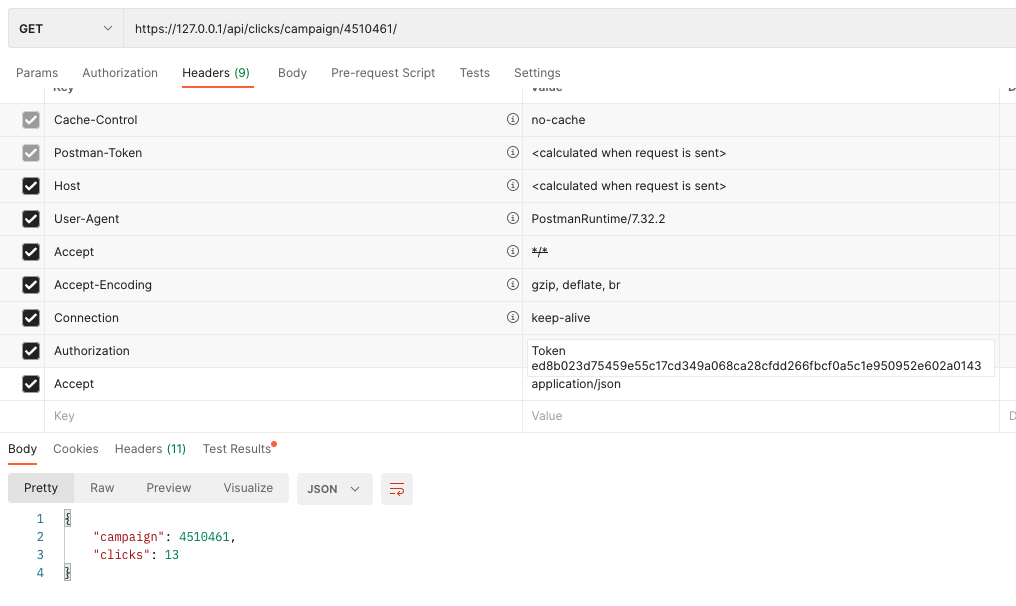 GET https://127.0.0.1/api/clicks/campaign/4510461/
Params Authorization Headers (9) Body Pre-request Script Tests Settings
Key Value D
Cache-Control no-cache
Postman-Token <calculated when request is sent>
Host <calculated when request is sent>
User-Agent PostmanRuntime/7.32.2
Accept */*
Accept-Encoding gzip, deflate, br
Connection keep-alive
Authorization Token
ed8b023d75459e55c17cd349a068ca28cfdd266fbcf0a5c1e950952e602a0143
Accept application/json
Key Value D
Body Cookies Headers (11) Test Results
Pretty Raw Preview Visualize JSON
1 {
2 "campaign": 4510461,
3 "clicks": 13
4 }